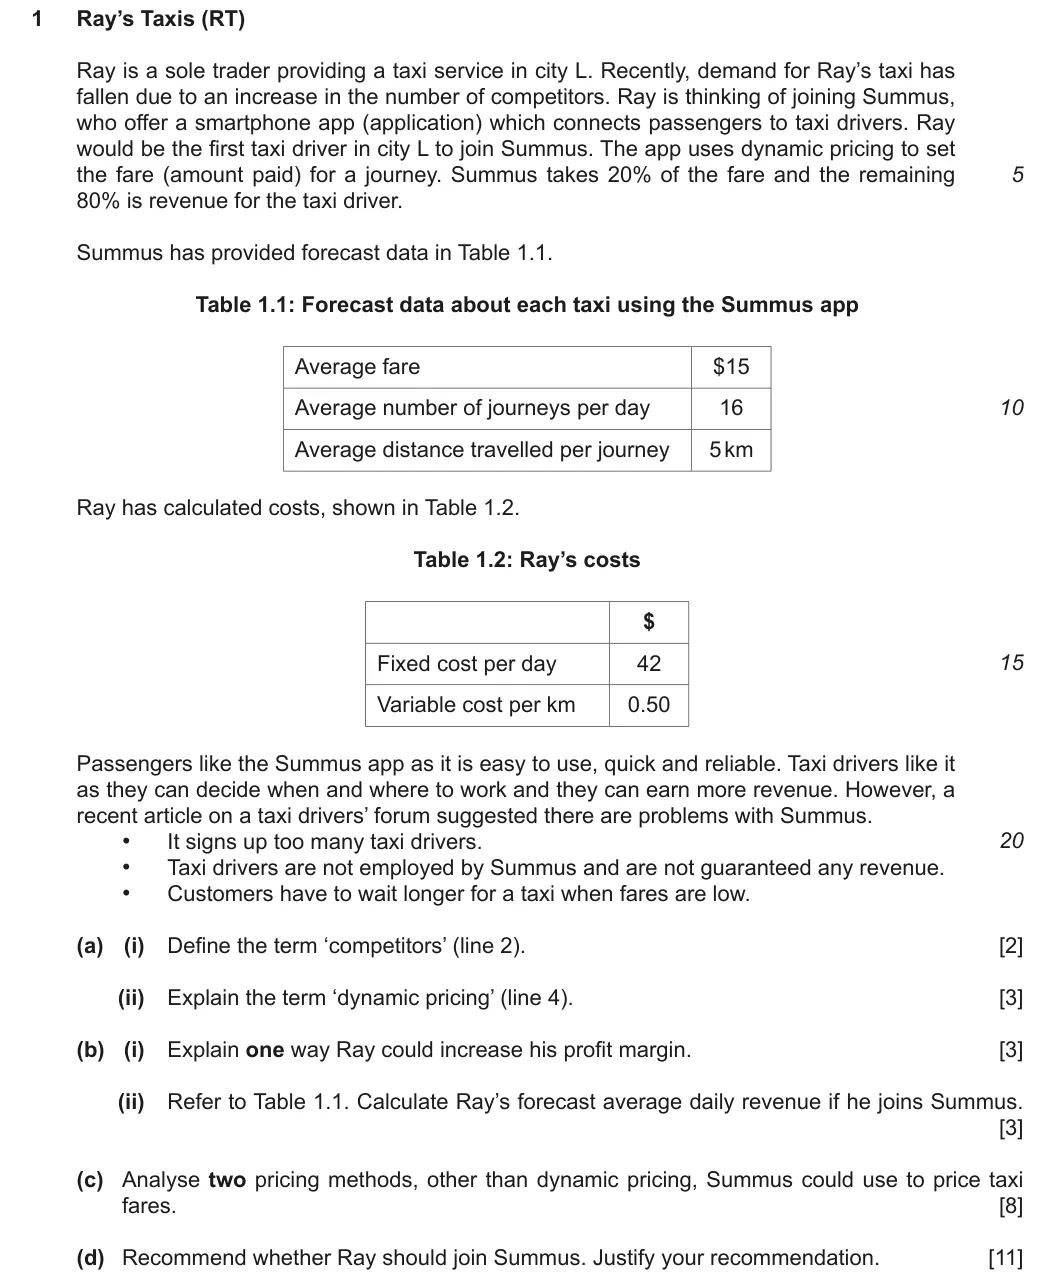 1 Ray’s Taxis (RT)
Ray is a sole trader providing a taxi service in city L. Recently, demand for Ray’s taxi has
fallen due to an increase in the number of competitors. Ray is thinking of joining Summus,
who offer a smartphone app (application) which connects passengers to taxi drivers. Ray
would be the first taxi driver in city L to join Summus. The app uses dynamic pricing to set
the fare (amount paid) for a journey. Summus takes 20% of the fare and the remaining 5
80% is revenue for the taxi driver.
Summus has provided forecast data in Table 1.1.
Table 1.1: Forecast data about each taxi using the Summus app
Average fare $15
Average number of journeys per day 16 10
Average distance travelled per journey 5 km
Ray has calculated costs, shown in Table 1.2.
Table 1.2: Ray’s costs
$
Fixed cost per day 42 15
Variable cost per km 0.50
Passengers like the Summus app as it is easy to use, quick and reliable. Taxi drivers like it
as they can decide when and where to work and they can earn more revenue. However, a
recent article on a taxi drivers’ forum suggested there are problems with Summus.
• It signs up too many taxi drivers. 20
• Taxi drivers are not employed by Summus and are not guaranteed any revenue.
• Customers have to wait longer for a taxi when fares are low.
(a) (i) Define the term ‘competitors’ (line 2). [2]
(ii) Explain the term ‘dynamic pricing’ (line 4). [3]
(b) (i) Explain one way Ray could increase his profit margin. [3]
(ii) Refer to Table 1.1. Calculate Ray’s forecast average daily revenue if he joins Summus.
[3]
(c) Analyse two pricing methods, other than dynamic pricing, Summus could use to price taxi
fares. [8]
(d) Recommend whether Ray should join Summus. Justify your recommendation. [11]